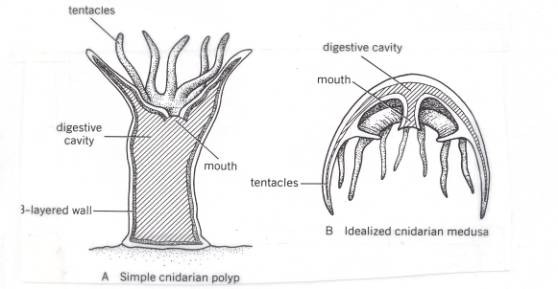 tentacles
digestive
cavity
mouth
3-layered wall
A Simple cnidarian polyp
digestive cavity
mouth
tentacles
B Idealized cnidarian medusa